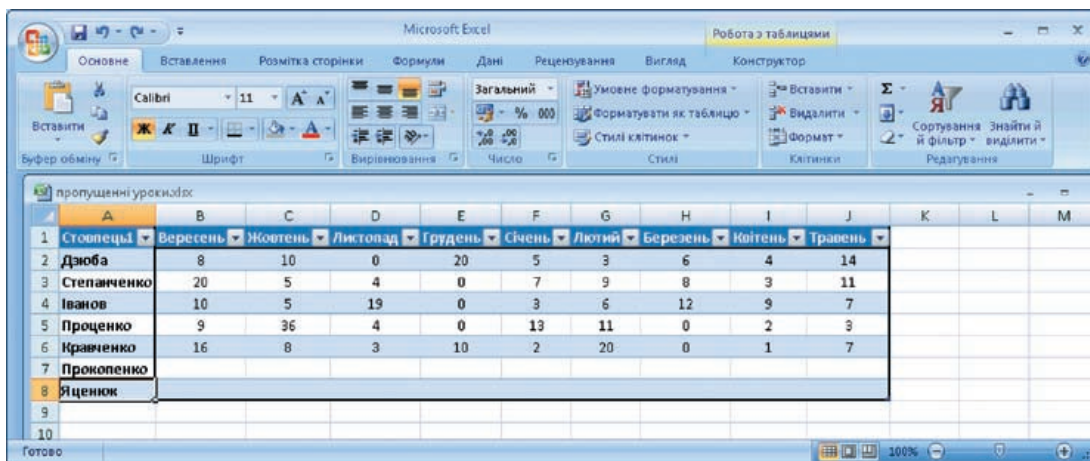 Microsoft Excel Робота з таблицями
Основне Вставлення Розмітка сторінки Формули Дані Рецензування Вигляд Конструктор
Вставити
Calibri 11
Ж К П
Загальний
% 000
Умовне форматування
Форматувати як таблицю
Стилі клітинок
Вставити
Видалити
Формат
Σ
Сортування й фільтр
Знайти й виділити
Буфер обміну Шрифт Вирівнювання Число Стилі Клітинки Редагування
пропущенні уроки.xlsx
A B C D E F G H I J K L M
1 Стовпець1 Вересень Жовтень Листопад Грудень Січень Лютий Березень Квітень Травень
2 Дзюба 8 10 0 20 5 3 6 4 14
3 Степанченко 20 5 4 0 7 9 8 3 11
4 Іванов 10 5 19 0 3 6 12 9 7
5 Проценко 9 36 4 0 13 11 0 2 3
6 Кравченко 16 8 3 10 2 20 0 1 7
7 Прокопенко
8 Яценюк
9
10
Готово 100%